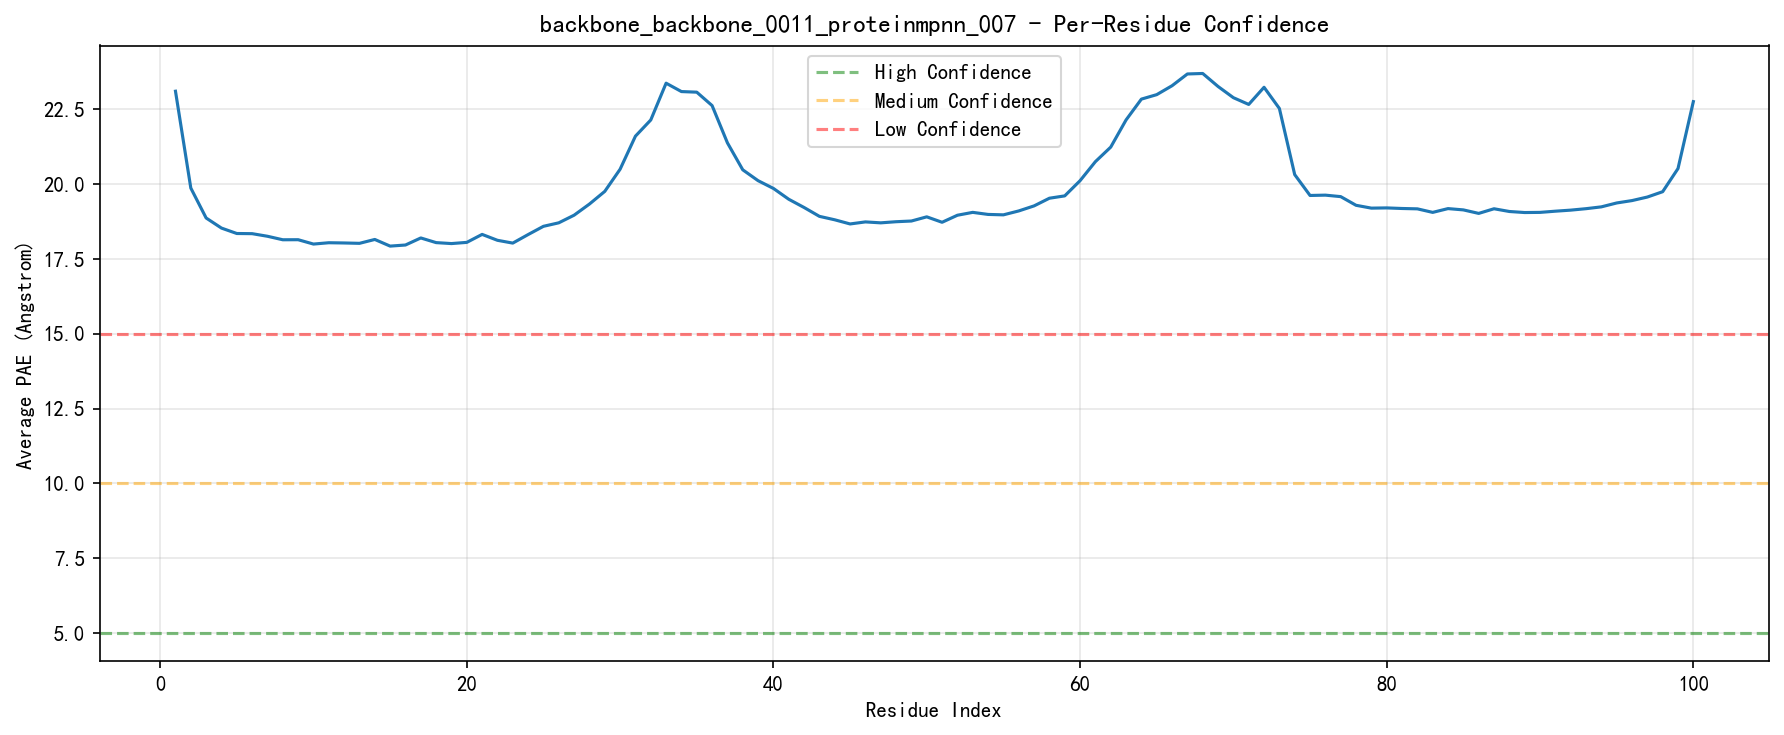 backbone_backbone_0011_proteinmpnn_007 - Per-Residue Confidence
High Confidence
Medium Confidence
Low Confidence
Average PAE (Angstrom)
22.5
20.0
17.5
15.0
12.5
10.0
7.5
5.0
0 20 40 60 80 100
Residue Index